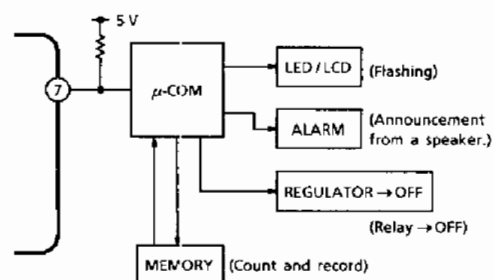 5 V
7
μ-COM
LED/LCD (Flashing)
ALARM (Announcement
from a speaker.)
REGULATOR → OFF
(Relay → OFF)
MEMORY (Count and record)